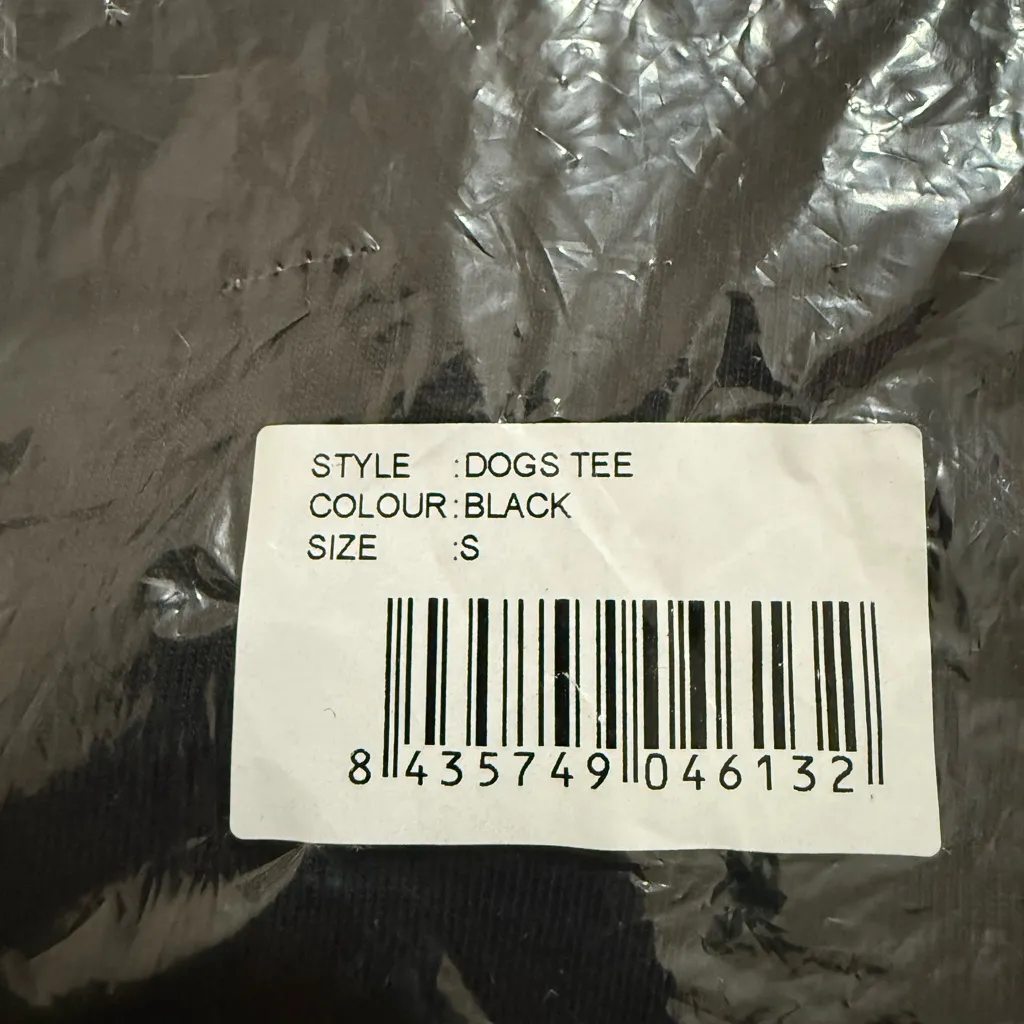 STYLE :DOGS TEE
COLOUR:BLACK
SIZE :S
8 435749 046132